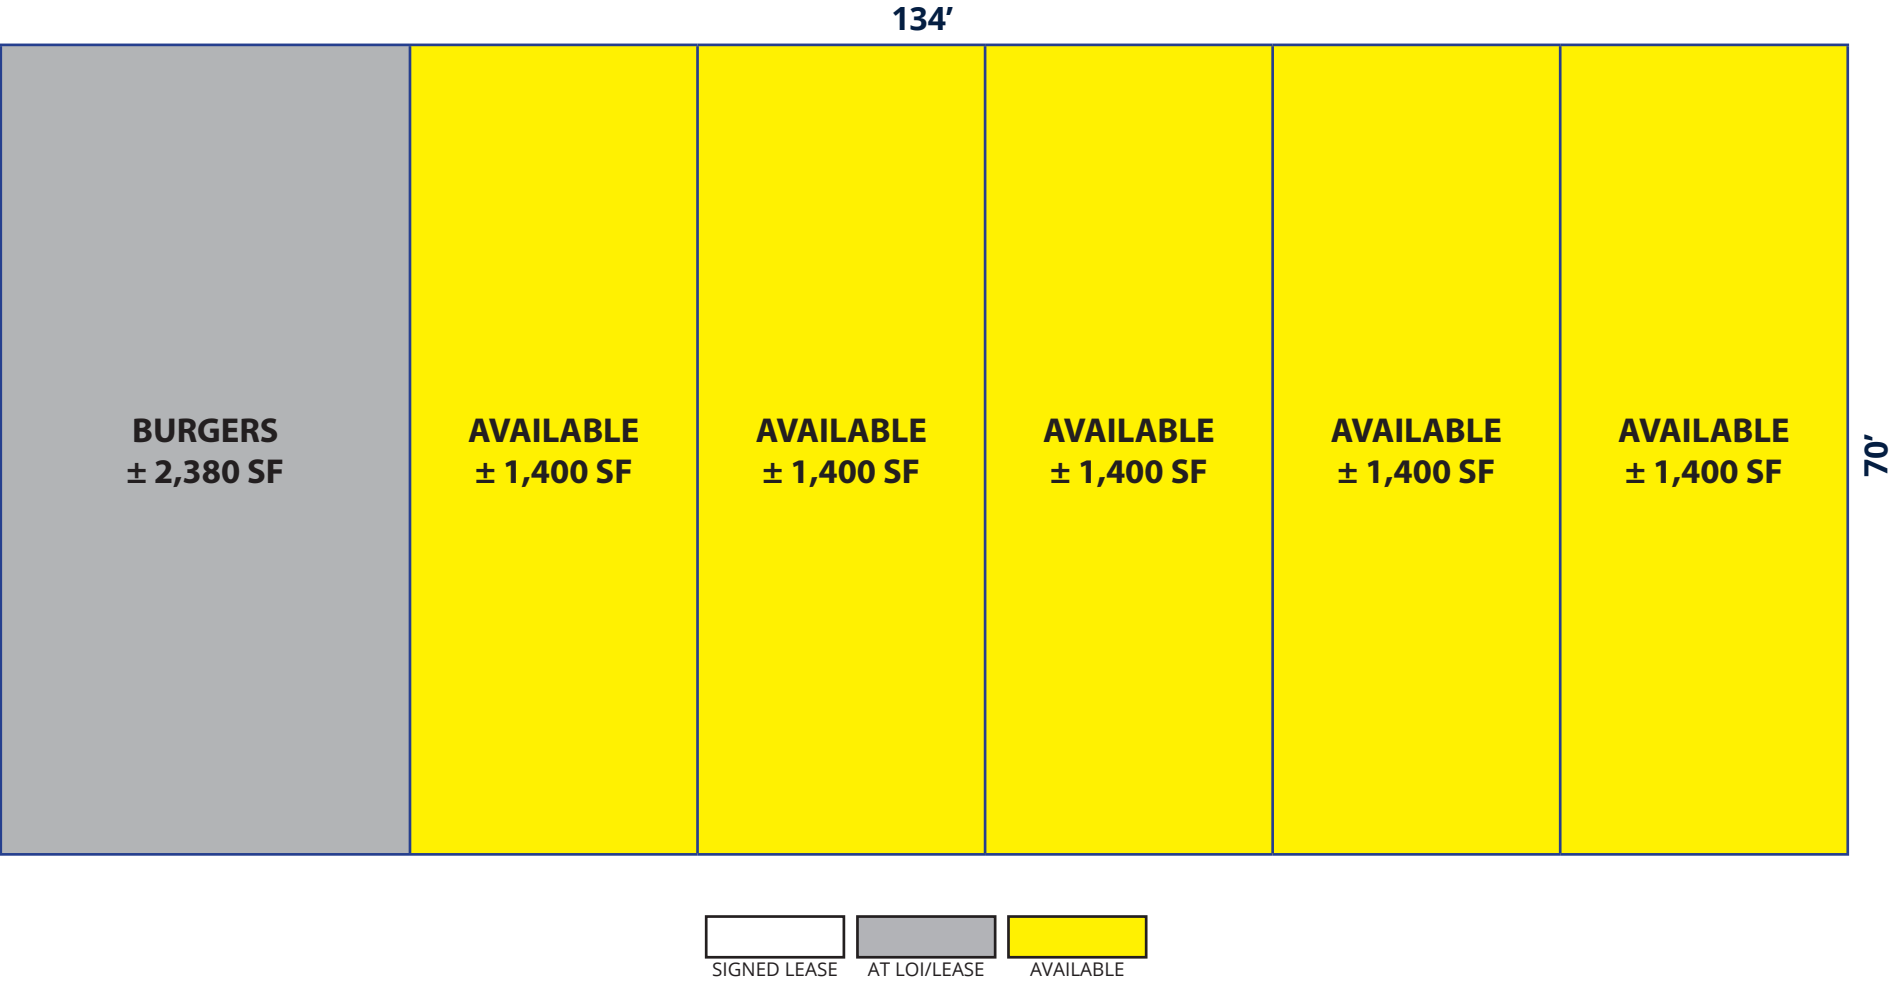 134’
BURGERS
± 2,380 SF
AVAILABLE
± 1,400 SF
AVAILABLE
± 1,400 SF
AVAILABLE
± 1,400 SF
AVAILABLE
± 1,400 SF
AVAILABLE
± 1,400 SF
70’
SIGNED LEASE
AT LOI/LEASE
AVAILABLE